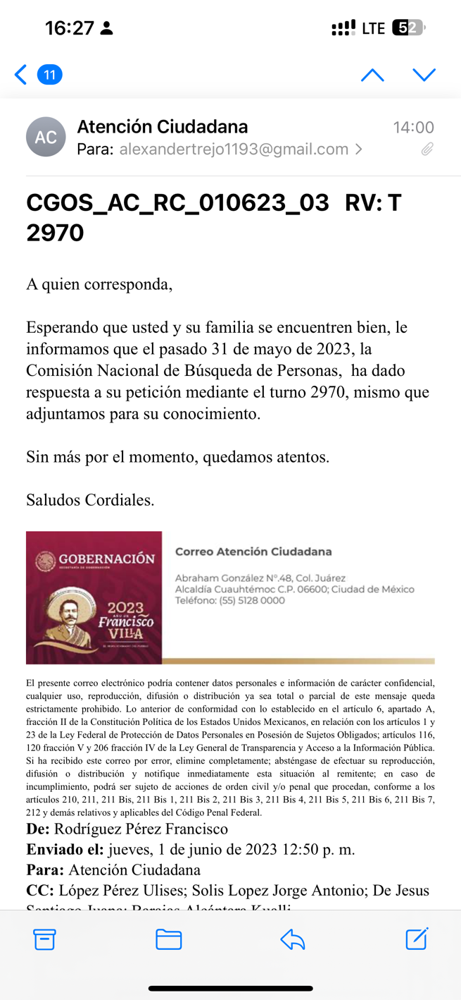 16:27
LTE 52
11
AC
Atención Ciudadana
14:00
Para: alexandertrejo1193@gmail.com
CGOS_AC_RC_010623_03 RV: T
2970
A quien corresponda,
Esperando que usted y su familia se encuentren bien, le
informamos que el pasado 31 de mayo de 2023, la
Comisión Nacional de Búsqueda de Personas, ha dado
respuesta a su petición mediante el turno 2970, mismo que
adjuntamos para su conocimiento.
Sin más por el momento, quedamos atentos.
Saludos Cordiales.
GOBERNACIÓN
SECRETARÍA DE GOBERNACIÓN
2023
AÑO DE
Francisco
VILLA
EL REVOLUCIONARIO DEL PUEBLO
Correo Atención Ciudadana
Abraham González N°.48, Col. Juárez
Alcaldía Cuauhtémoc C.P. 06600; Ciudad de México
Teléfono: (55) 5128 0000
El presente correo electrónico podría contener datos personales e información de carácter confidencial,
cualquier uso, reproducción, difusión o distribución ya sea total o parcial de este mensaje queda
estrictamente prohibido. Lo anterior de conformidad con lo establecido en el artículo 6, apartado A,
fracción II de la Constitución Política de los Estados Unidos Mexicanos, en relación con los artículos 1 y
23 de la Ley Federal de Protección de Datos Personales en Posesión de Sujetos Obligados; artículos 116,
120 fracción V y 206 fracción IV de la Ley General de Transparencia y Acceso a la Información Pública.
Si ha recibido este correo por error, elimine completamente; absténgase de efectuar su reproducción,
difusión o distribución y notifique inmediatamente esta situación al remitente; en caso de
incumplimiento, podrá ser sujeto de acciones de orden civil y/o penal que procedan, conforme a los
artículos 210, 211, 211 Bis, 211 Bis 1, 211 Bis 2, 211 Bis 3, 211 Bis 4, 211 Bis 5, 211 Bis 6, 211 Bis 7,
212 y demás relativos y aplicables del Código Penal Federal.
De: Rodríguez Pérez Francisco
Enviado el: jueves, 1 de junio de 2023 12:50 p. m.
Para: Atención Ciudadana
CC: López Pérez Ulises; Solis Lopez Jorge Antonio; De Jesus